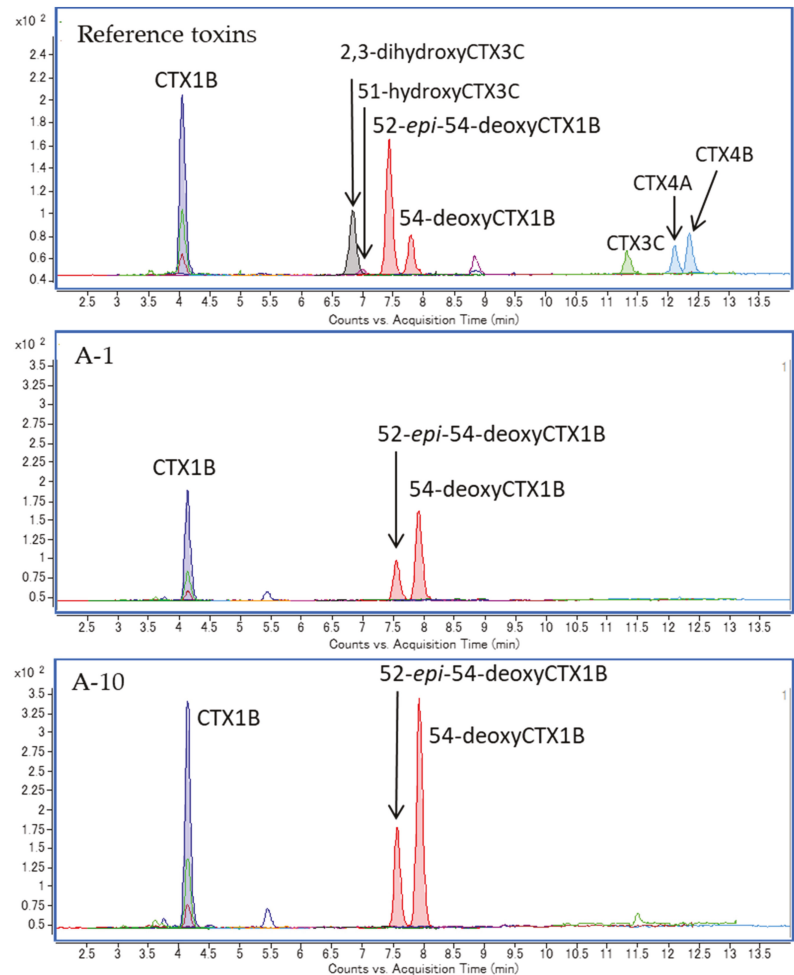 x10 2
Reference toxins
2,3-dihydroxyCTX3C
CTX1B
51-hydroxyCTX3C
52-epi-54-deoxyCTX1B
54-deoxyCTX1B
CTX4B
CTX4A
CTX3C
2.4
2.2
2
1.8
1.6
1.4
1.2
1
0.8
0.6
0.4
2.5 3 3.5 4 4.5 5 5.5 6 6.5 7 7.5 8 8.5 9 9.5 10 10.5 11 11.5 12 12.5 13 13.5
Counts vs. Acquisition Time (min)
x10 2
A-1
1
52-epi-54-deoxyCTX1B
CTX1B
54-deoxyCTX1B
3.5
3.25
3
2.75
2.5
2.25
2
1.75
1.5
1.25
1
0.75
0.5
2.5 3 3.5 4 4.5 5 5.5 6 6.5 7 7.5 8 8.5 9 9.5 10 10.5 11 11.5 12 12.5 13 13.5
Counts vs. Acquisition Time (min)
x10 2
A-10
1
52-epi-54-deoxyCTX1B
CTX1B
54-deoxyCTX1B
3.5
3.25
3
2.75
2.5
2.25
2
1.75
1.5
1.25
1
0.75
0.5
2.5 3 3.5 4 4.5 5 5.5 6 6.5 7 7.5 8 8.5 9 9.5 10 10.5 11 11.5 12 12.5 13 13.5
Counts vs. Acquisition Time (min)